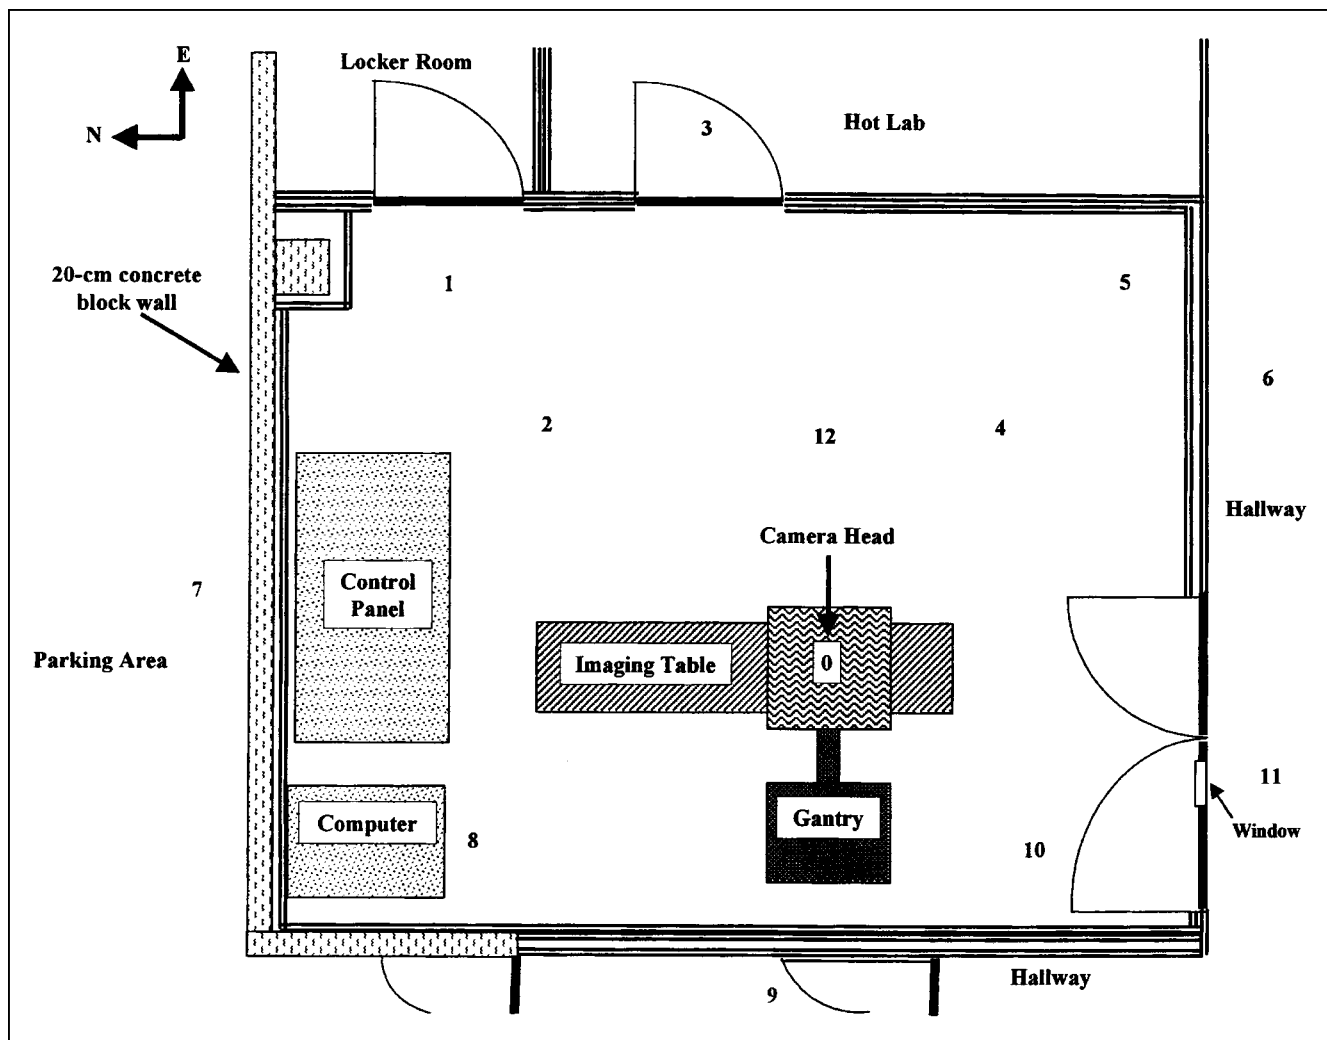 E
Locker Room
N
3
Hot Lab
20-cm concrete
block wall
1
5
6
2
12
4
Hallway
Camera Head
7
Control
Panel
Parking Area
Imaging Table
0
11
Computer
8
Gantry
10
Window
9
Hallway